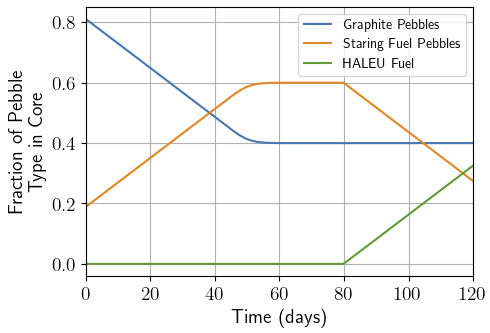 Graphite Pebbles
Staring Fuel Pebbles
HALEU Fuel
Fraction of Pebble
Type in Core
0.8
0.6
0.4
0.2
0.0
0
20
40
60
80
100
120
Time (days)